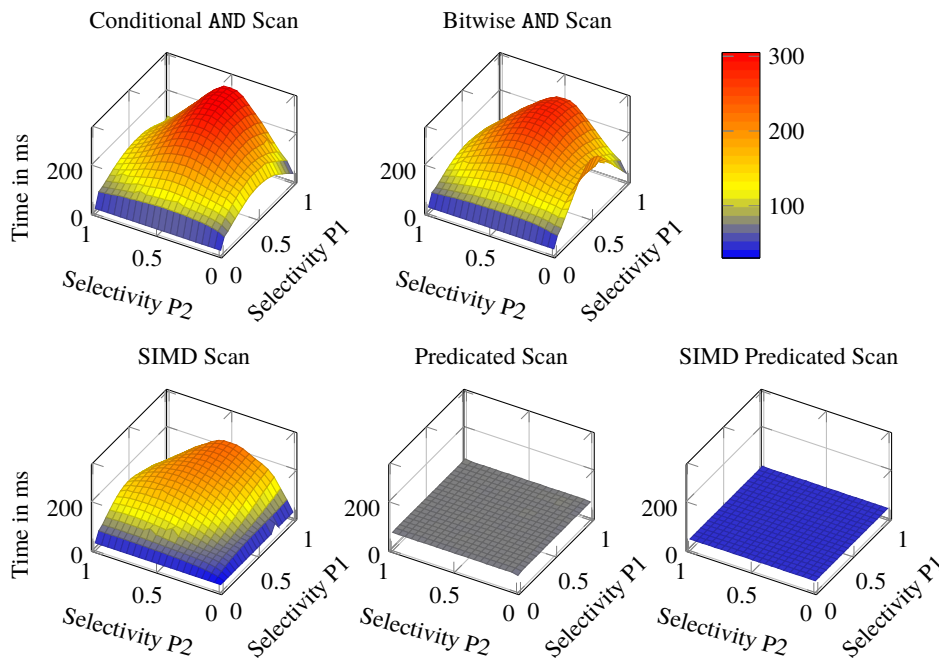 Conditional AND Scan
Bitwise AND Scan
300
200
100
Time in ms
200
0
1
0.5
0
0
0.5
1
Selectivity P2
Selectivity P1
200
0
1
0.5
0
0
0.5
1
Selectivity P2
Selectivity P1
SIMD Scan
Predicated Scan
SIMD Predicated Scan
Time in ms
200
0
1
0.5
0
0
0.5
1
Selectivity P2
Selectivity P1
200
0
1
0.5
0
0
0.5
1
Selectivity P2
Selectivity P1
200
0
1
0.5
0
0
0.5
1
Selectivity P2
Selectivity P1